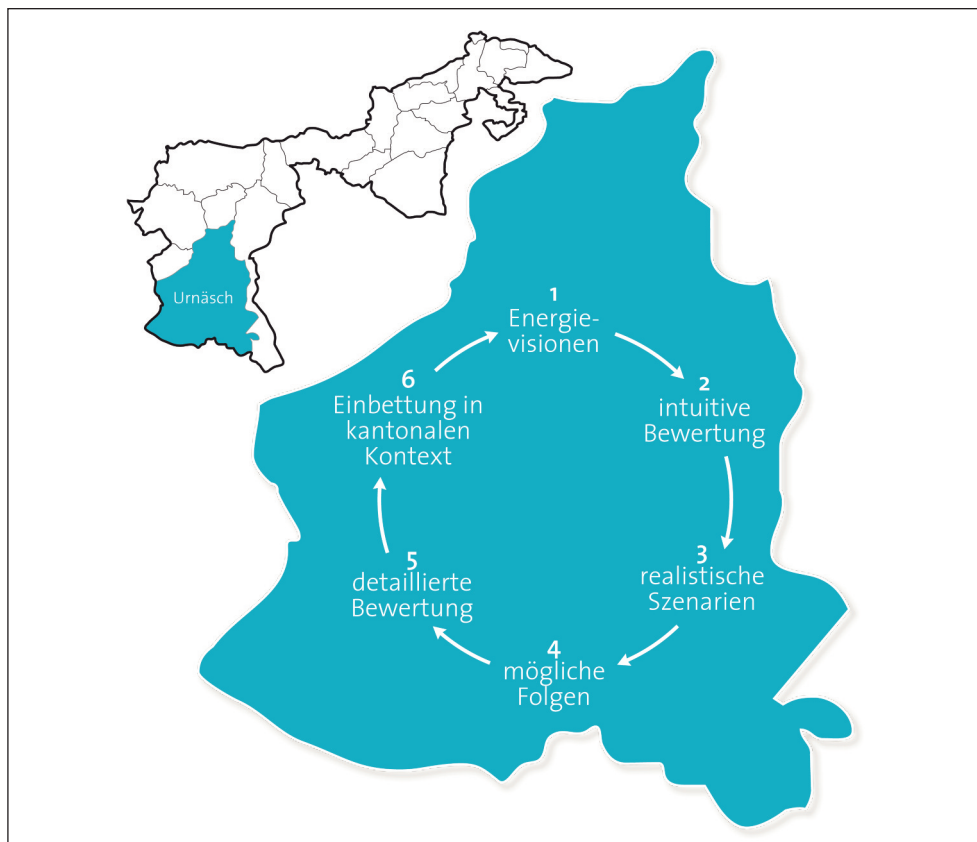 Urnäsch
1
Energie-
visionen
2
intuitive
Bewertung
3
realistische
Szenarien
4
mögliche
Folgen
5
detaillierte
Bewertung
6
Einbettung in
kantonalen
Kontext